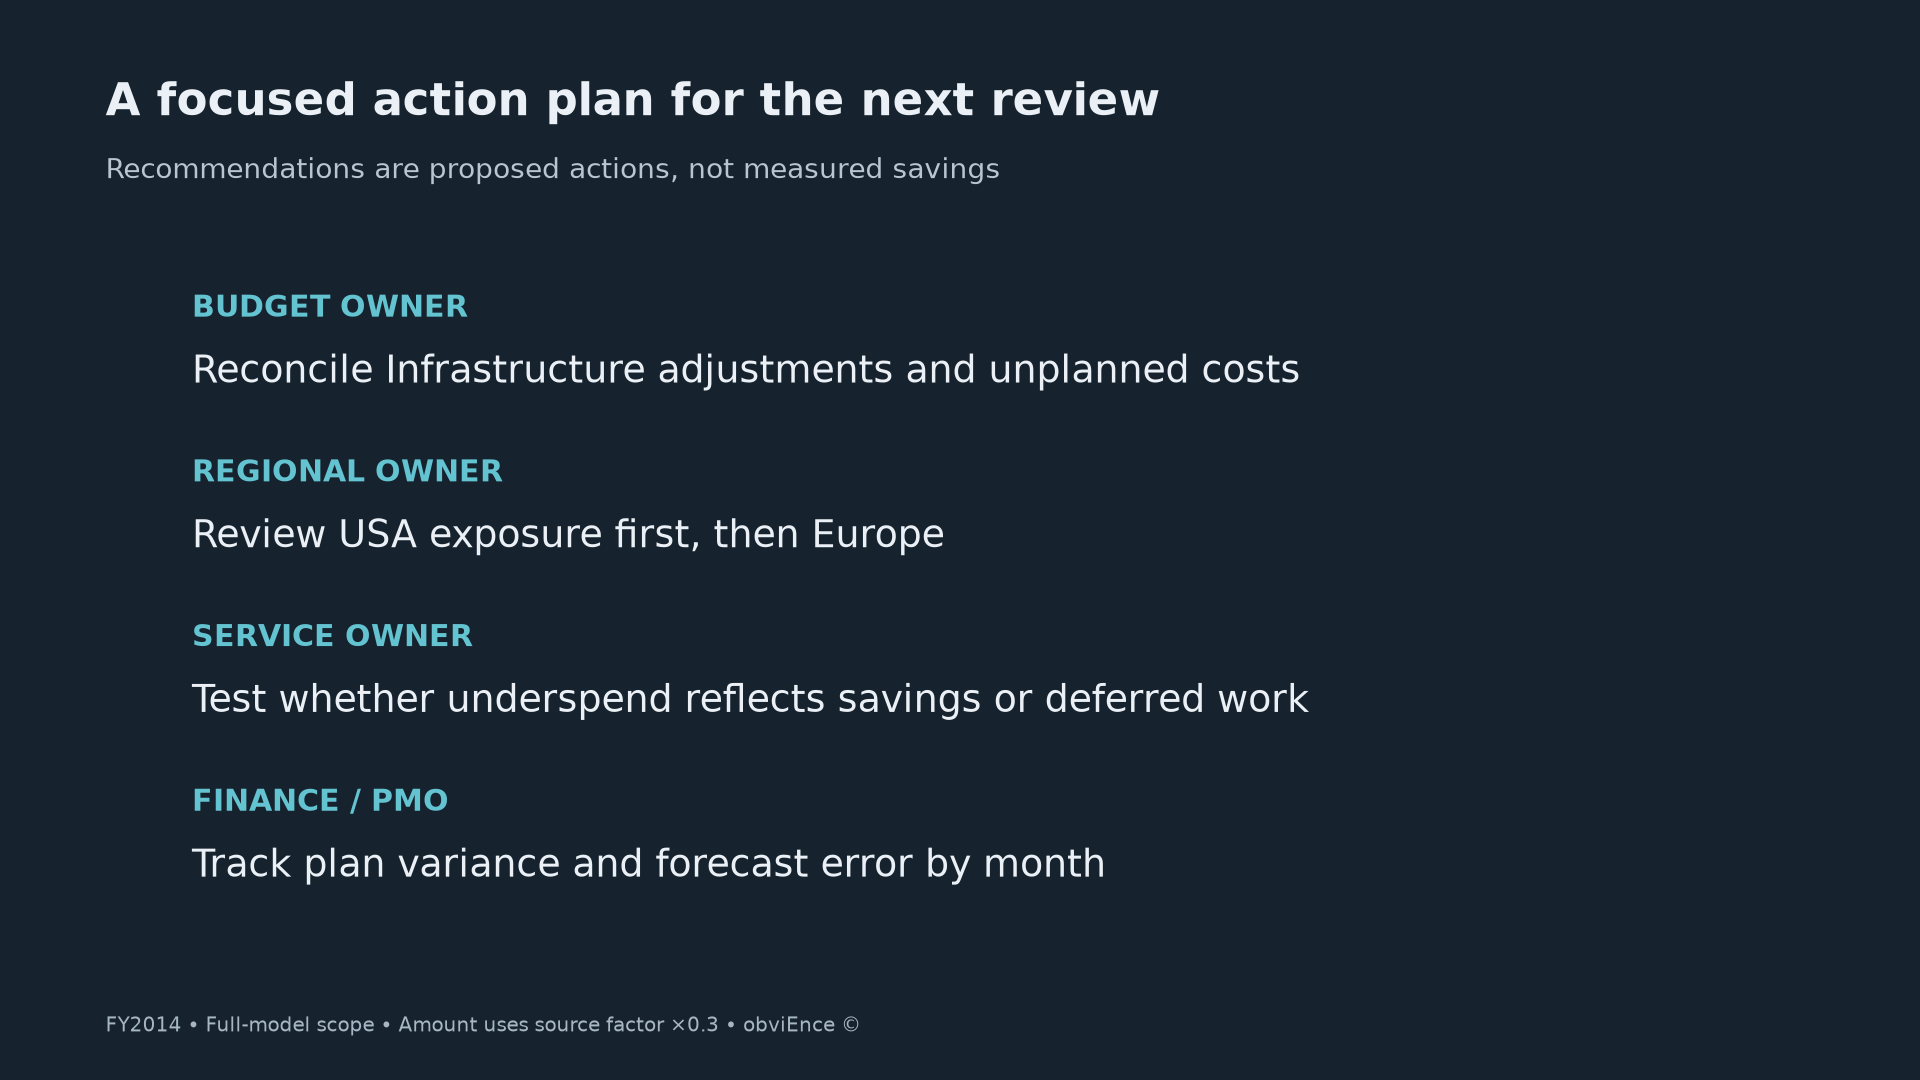 A focused action plan for the next review
Recommendations are proposed actions, not measured savings
BUDGET OWNER
Reconcile Infrastructure adjustments and unplanned costs
REGIONAL OWNER
Review USA exposure first, then Europe
SERVICE OWNER
Test whether underspend reflects savings or deferred work
FINANCE / PMO
Track plan variance and forecast error by month
FY2014 • Full-model scope • Amount uses source factor ×0.3 • obviEnce ©